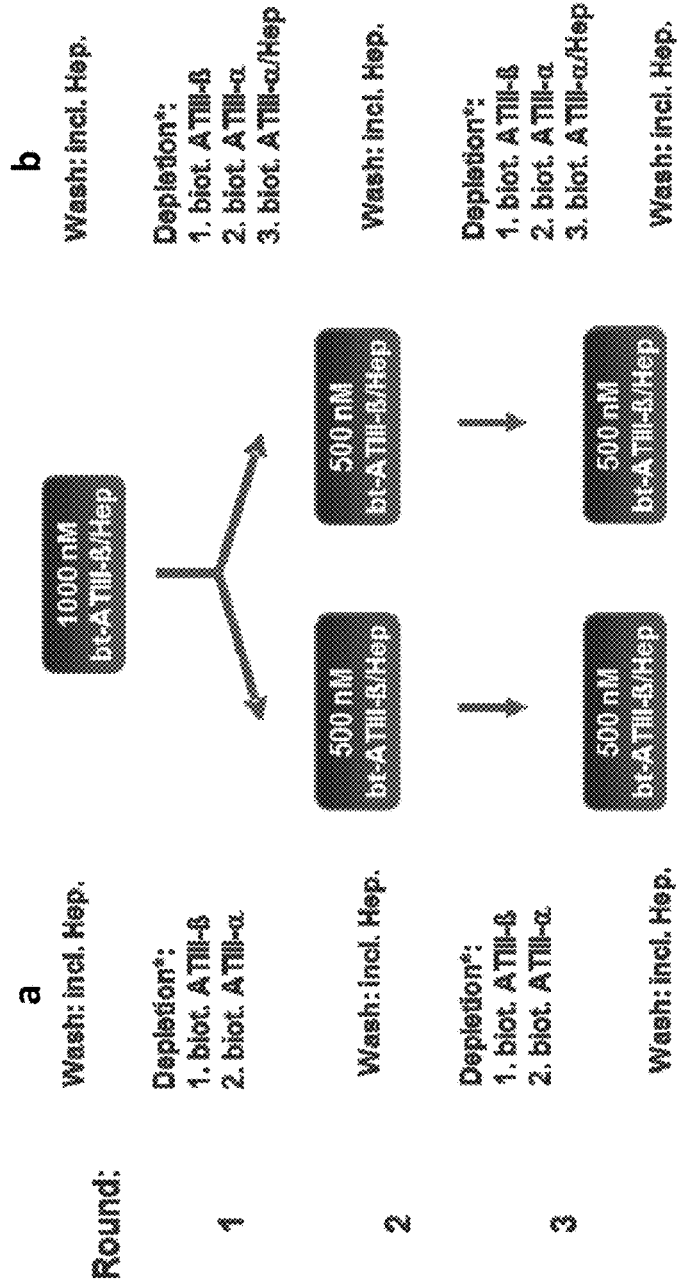 a
b
Round:
Wash: incl. Hep.
1000 nM
bt-ATIII-ß/Hep
Wash: incl. Hep.
1
Depletion*:
1. biot. ATIII-ß
2. biot. ATIII-α
Depletion*:
1. biot. ATIII-ß
2. biot. ATIII-α
3. biot. ATIII-α/Hep
2
Wash: incl. Hep.
500 nM
bt-ATIII-ß/Hep
500 nM
bt-ATIII-ß/Hep
Wash: incl. Hep.
3
Depletion*:
1. biot. ATIII-ß
2. biot. ATIII-α
Depletion*:
1. biot. ATIII-ß
2. biot. ATIII-α
3. biot. ATIII-α/Hep
Wash: incl. Hep.
500 nM
bt-ATIII-ß/Hep
500 nM
bt-ATIII-ß/Hep
Wash: incl. Hep.